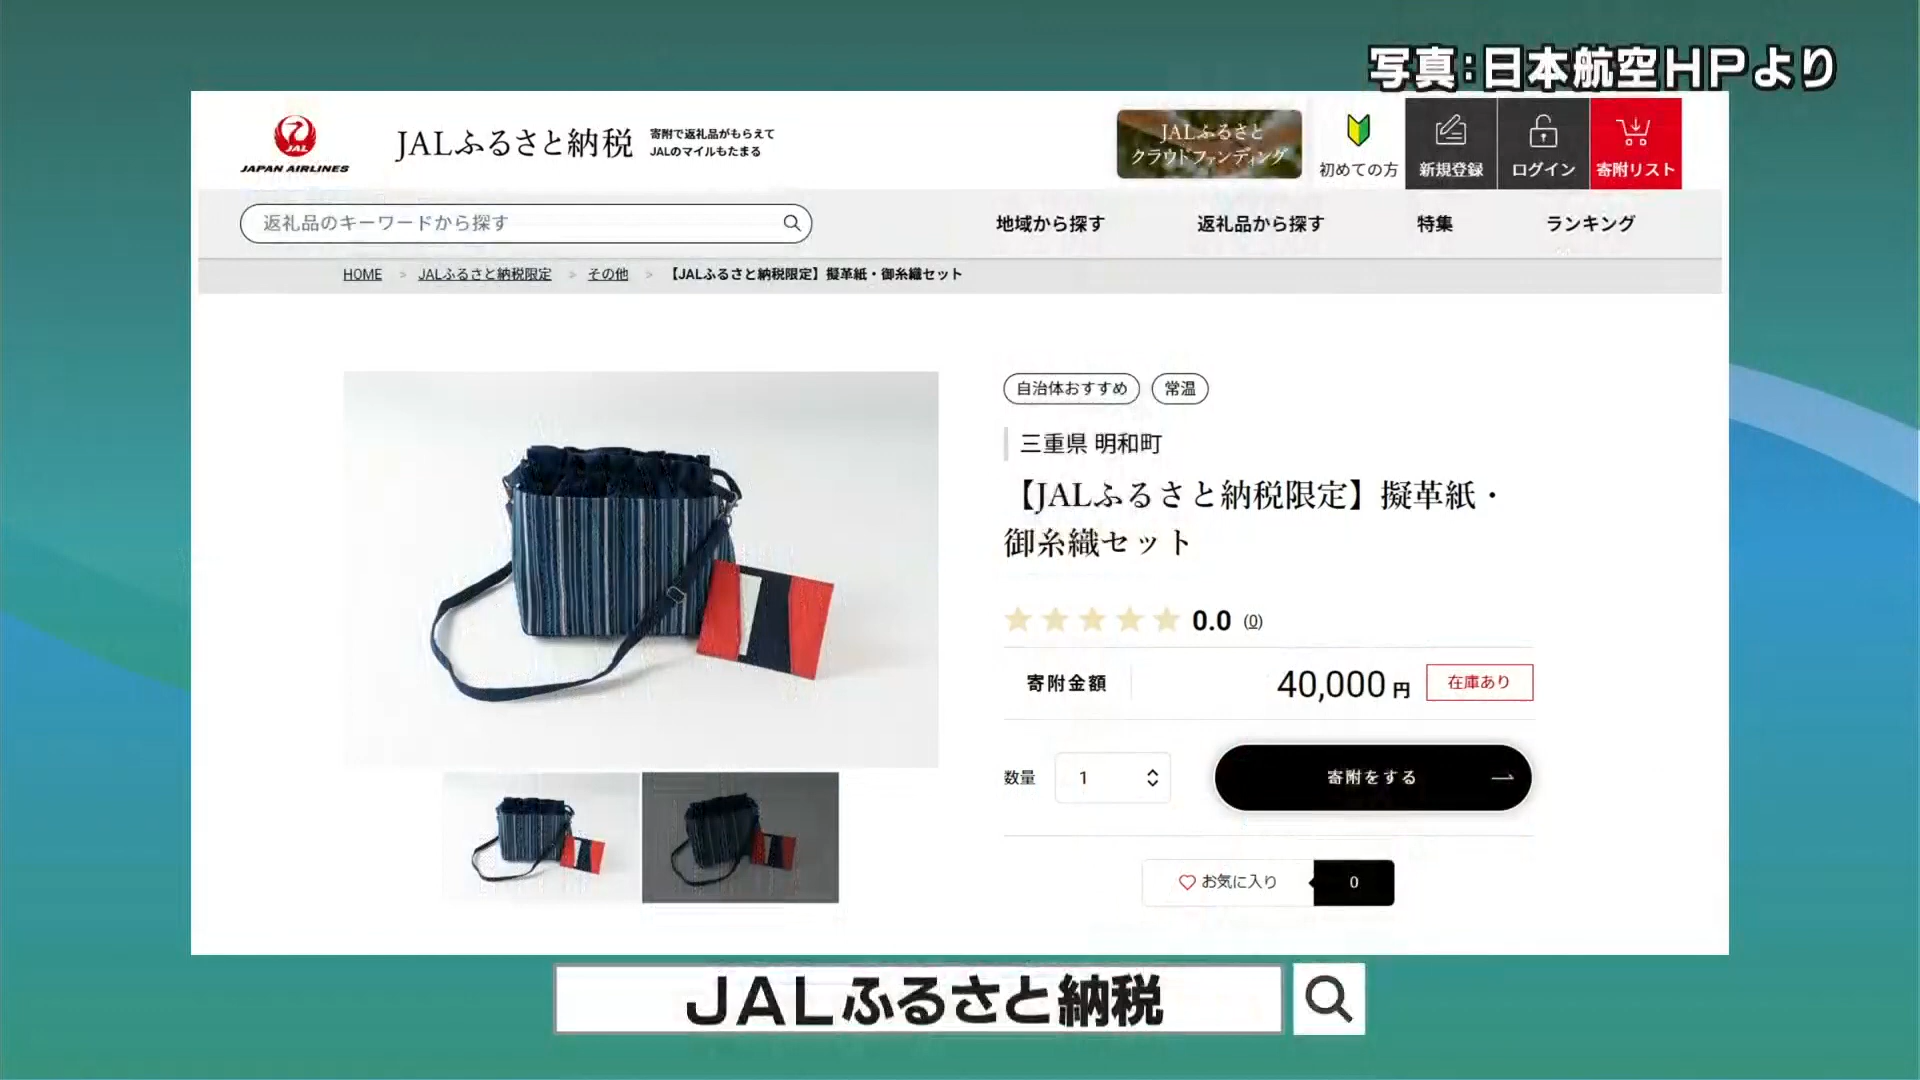 写真:日本航空HPより
JAL
JAPAN AIRLINES
JALふるさと納税
寄附で返礼品がもらえて
JALのマイルもたまる
JALふるさと
クラウドファンディング
初めての方
新規登録
ログイン
寄附リスト
返礼品のキーワードから探す
地域から探す
返礼品から探す
特集
ランキング
HOME > JALふるさと納税限定 > その他 > 【JALふるさと納税限定】擬革紙・御糸織セット
自治体おすすめ
常温
三重県 明和町
【JALふるさと納税限定】擬革紙・
御糸織セット
0.0 (0)
寄附金額
40,000円
在庫あり
数量
1
寄附をする
お気に入り
0
JALふるさと納税